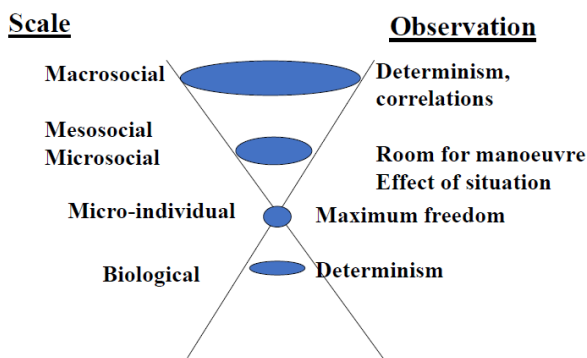 Scale
Observation
Macrosocial
Determinism,
correlations
Mesosocial
Microsocial
Room for manoeuvre
Effect of situation
Micro-individual
Maximum freedom
Biological
Determinism